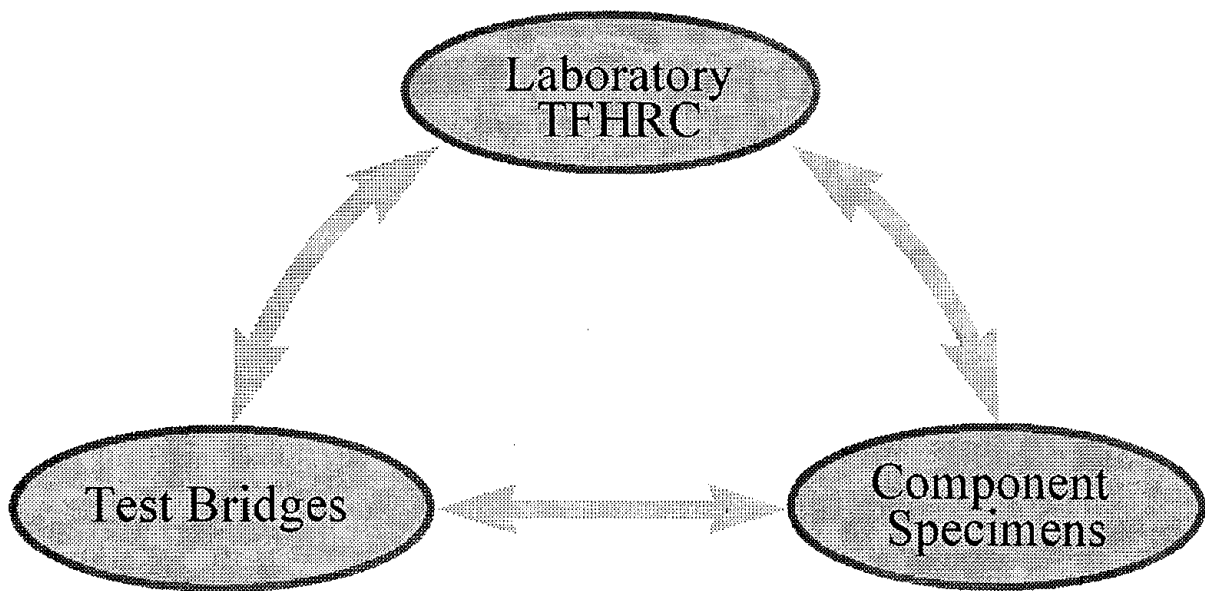 Laboratory
TFHRC
Test Bridges
Component
Specimens